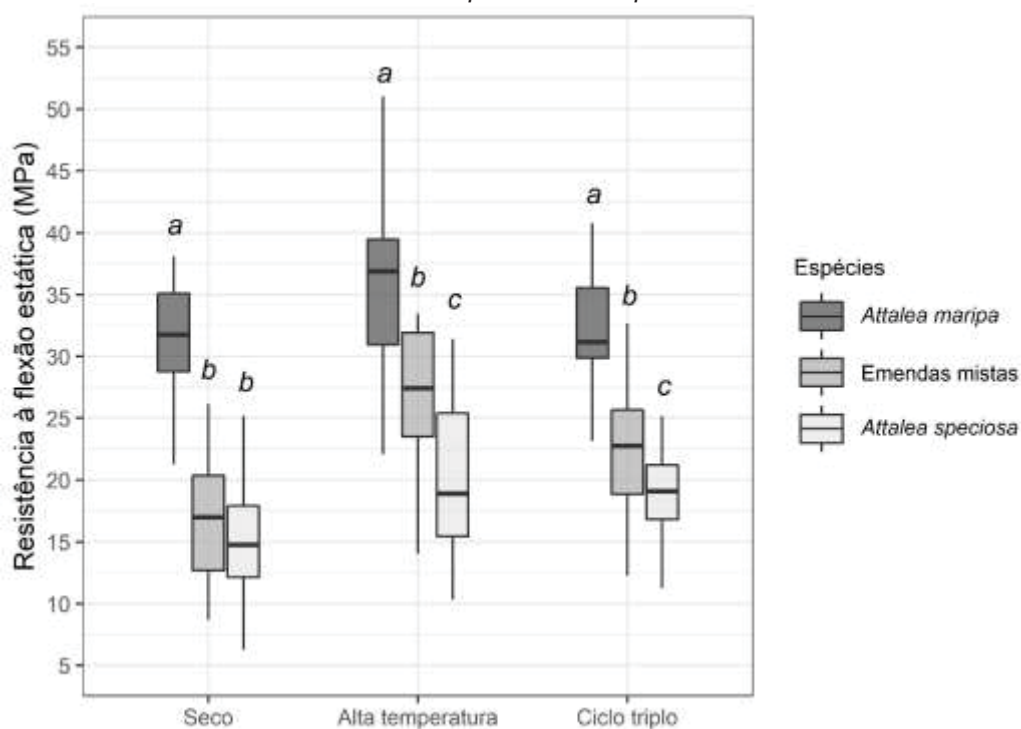 Resistência à flexão estática (MPa)
55
50
45
40
35
30
25
20
15
10
5
a
b
b
a
b
c
a
b
c
Seco
Alta temperatura
Ciclo triplo
Espécies
Attalea maripa
Emendas mistas
Attalea speciosa